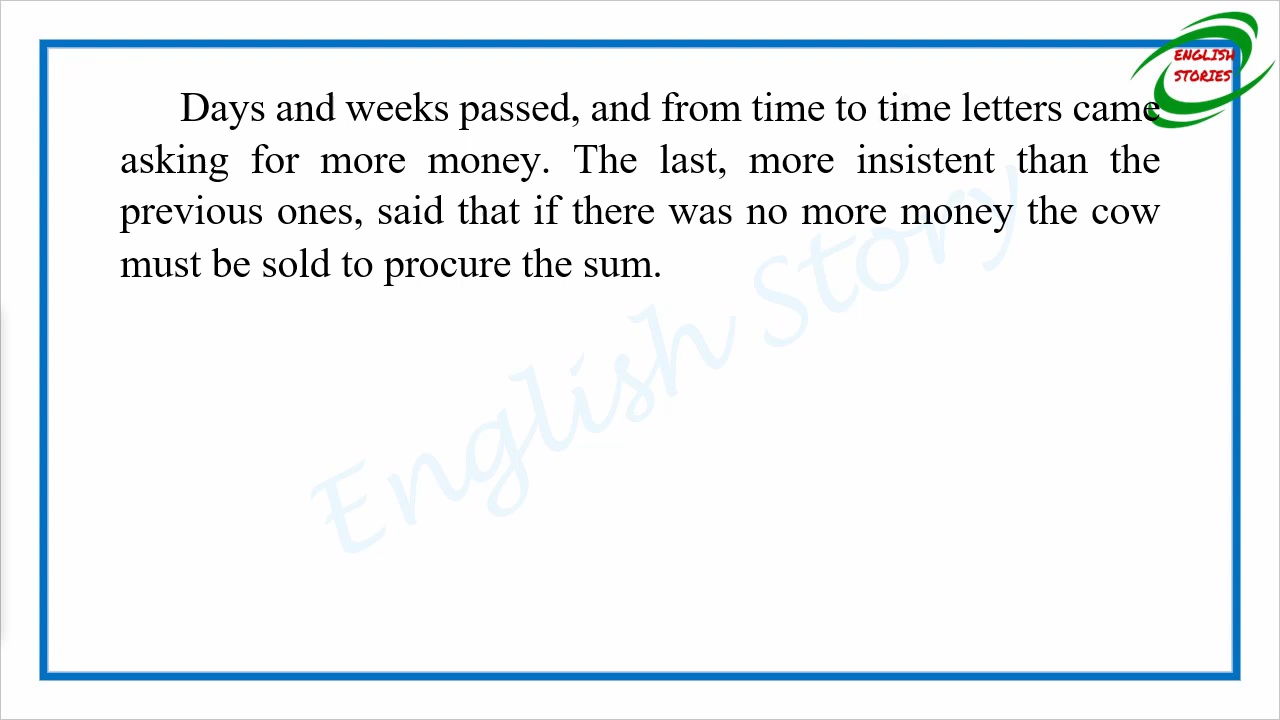 ENGLISH
STORIES
Days and weeks passed, and from time to time letters came
asking for more money. The last, more insistent than the
previous ones, said that if there was no more money the cow
must be sold to procure the sum.
English Story